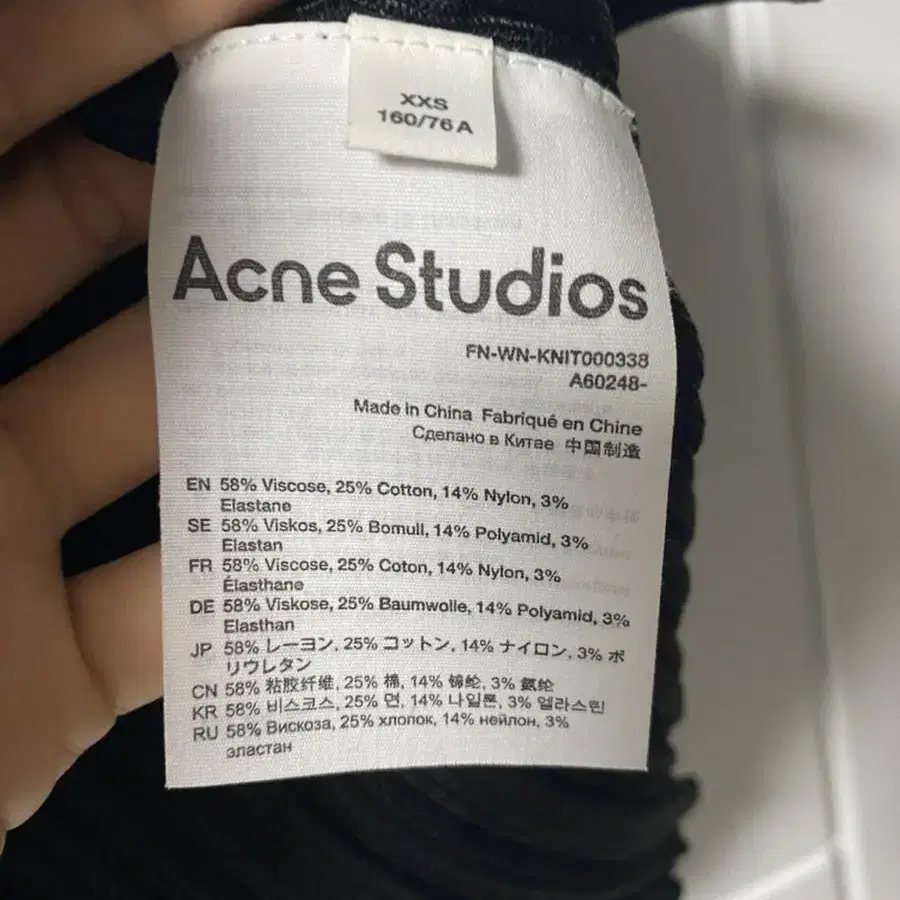 XXS
160/76A
Acne Studios
FN-WN-KNIT000338
A60248-
Made in China Fabriqué en Chine
Сделано в Китае 中国制造
EN 58% Viscose, 25% Cotton, 14% Nylon, 3%
Elastane
SE 58% Viskos, 25% Bomull, 14% Polyamid, 3%
Elastan
FR 58% Viscose, 25% Coton, 14% Nylon, 3%
Élasthane
DE 58% Viskose, 25% Baumwolle, 14% Polyamid, 3%
Elasthan
JP 58% レーヨン, 25% コットン, 14% ナイロン, 3% ポ
リウレタン
CN 58% 粘胶纤维, 25% 棉, 14% 锦纶, 3% 氨纶
KR 58% 비스코스, 25% 면, 14% 나일론, 3% 엘라스틴
RU 58% Вискоза, 25% хлопок, 14% нейлон, 3%
эластан